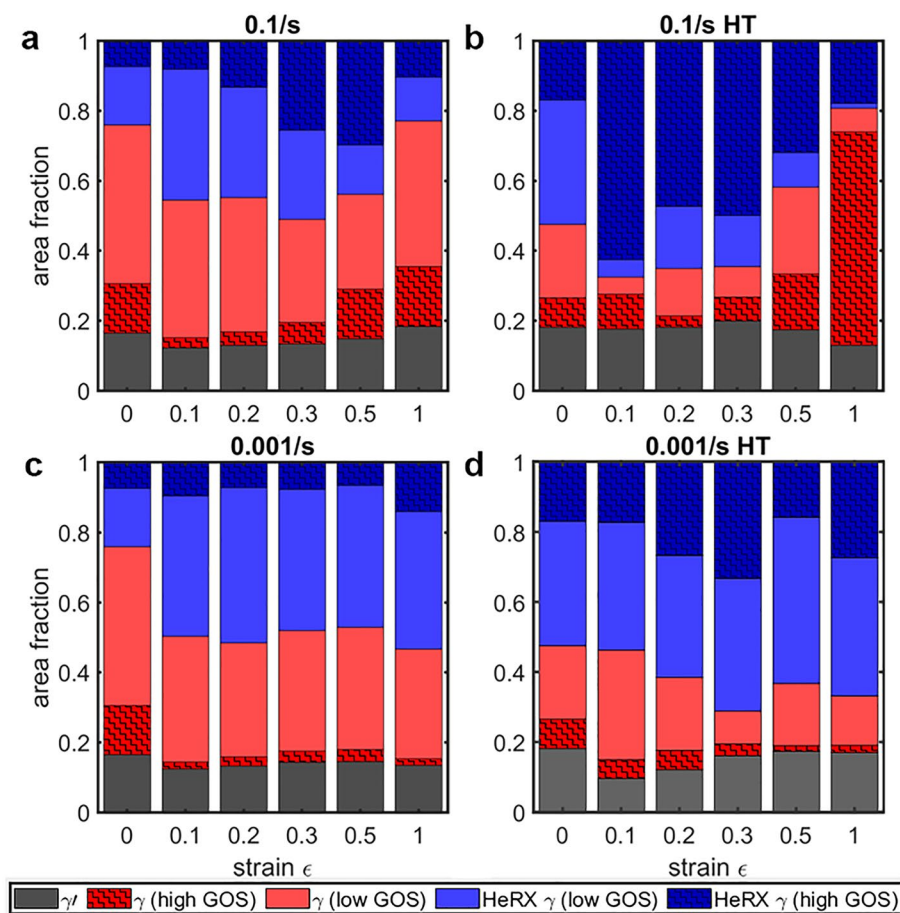 a
0.1/s
b
0.1/s HT
area fraction
1
0.8
0.6
0.4
0.2
0
0 0.1 0.2 0.3 0.5 1
1
0.8
0.6
0.4
0.2
0
0 0.1 0.2 0.3 0.5 1
c
0.001/s
d
0.001/s HT
area fraction
1
0.8
0.6
0.4
0.2
0
0 0.1 0.2 0.3 0.5 1
strain ϵ
1
0.8
0.6
0.4
0.2
0
0 0.1 0.2 0.3 0.5 1
strain ϵ
γ′ γ (high GOS) γ (low GOS) HeRX γ (low GOS) HeRX γ (high GOS)